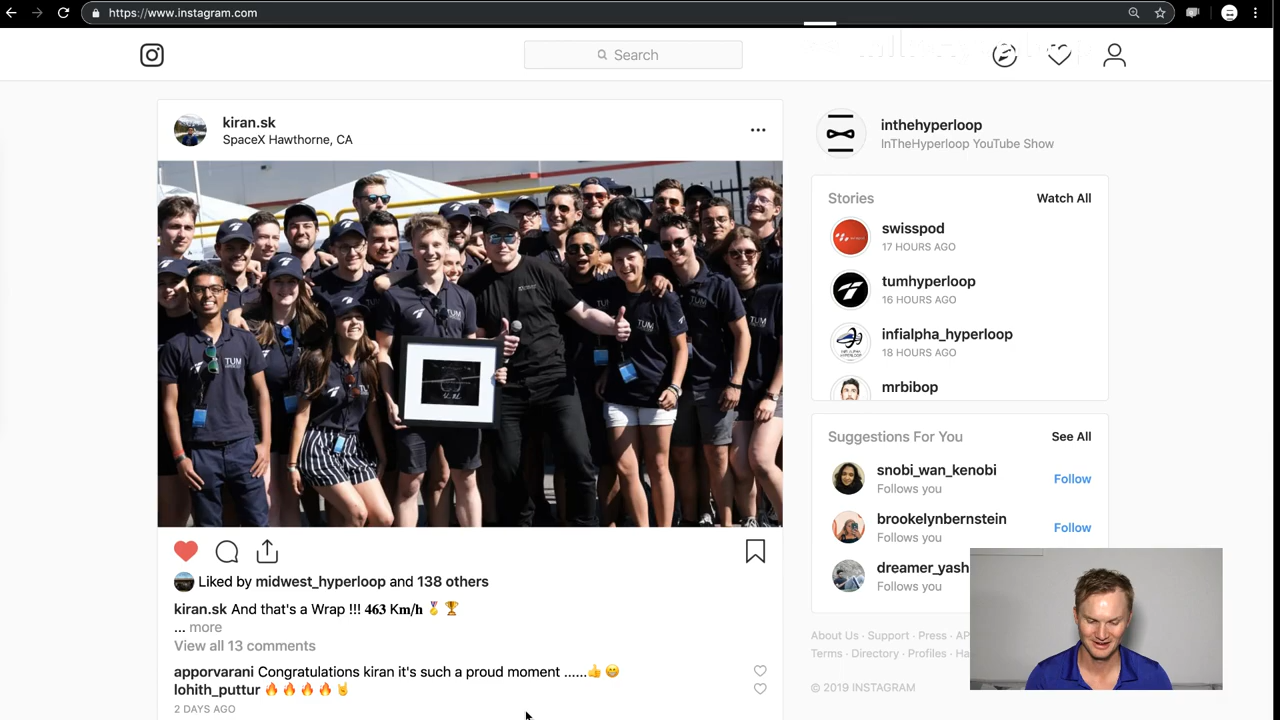 https://www.instagram.com
Search
kiran.sk
SpaceX Hawthorne, CA
TUM
TUM
inthehyperloop
InTheHyperloop YouTube Show
Stories
Watch All
swisspod
17 HOURS AGO
tumhyperloop
16 HOURS AGO
infialpha_hyperloop
18 HOURS AGO
mrbibop
Suggestions For You
See All
snobi_wan_kenobi
Follows you
Follow
brookelynbernstein
Follows you
Follow
dreamer_yash
Follows you
About Us · Support · Press · AP
Terms · Directory · Profiles · Ha
© 2019 INSTAGRAM
Liked by midwest_hyperloop and 138 others
kiran.sk And that's a Wrap !!! 𝟒𝟔𝟑 K𝐦/𝐡 🏅 🏆
... more
View all 13 comments
apporvarani Congratulations kiran it's such a proud moment ......👍😁
lohith_puttur 🔥🔥🔥🔥🤘
2 DAYS AGO